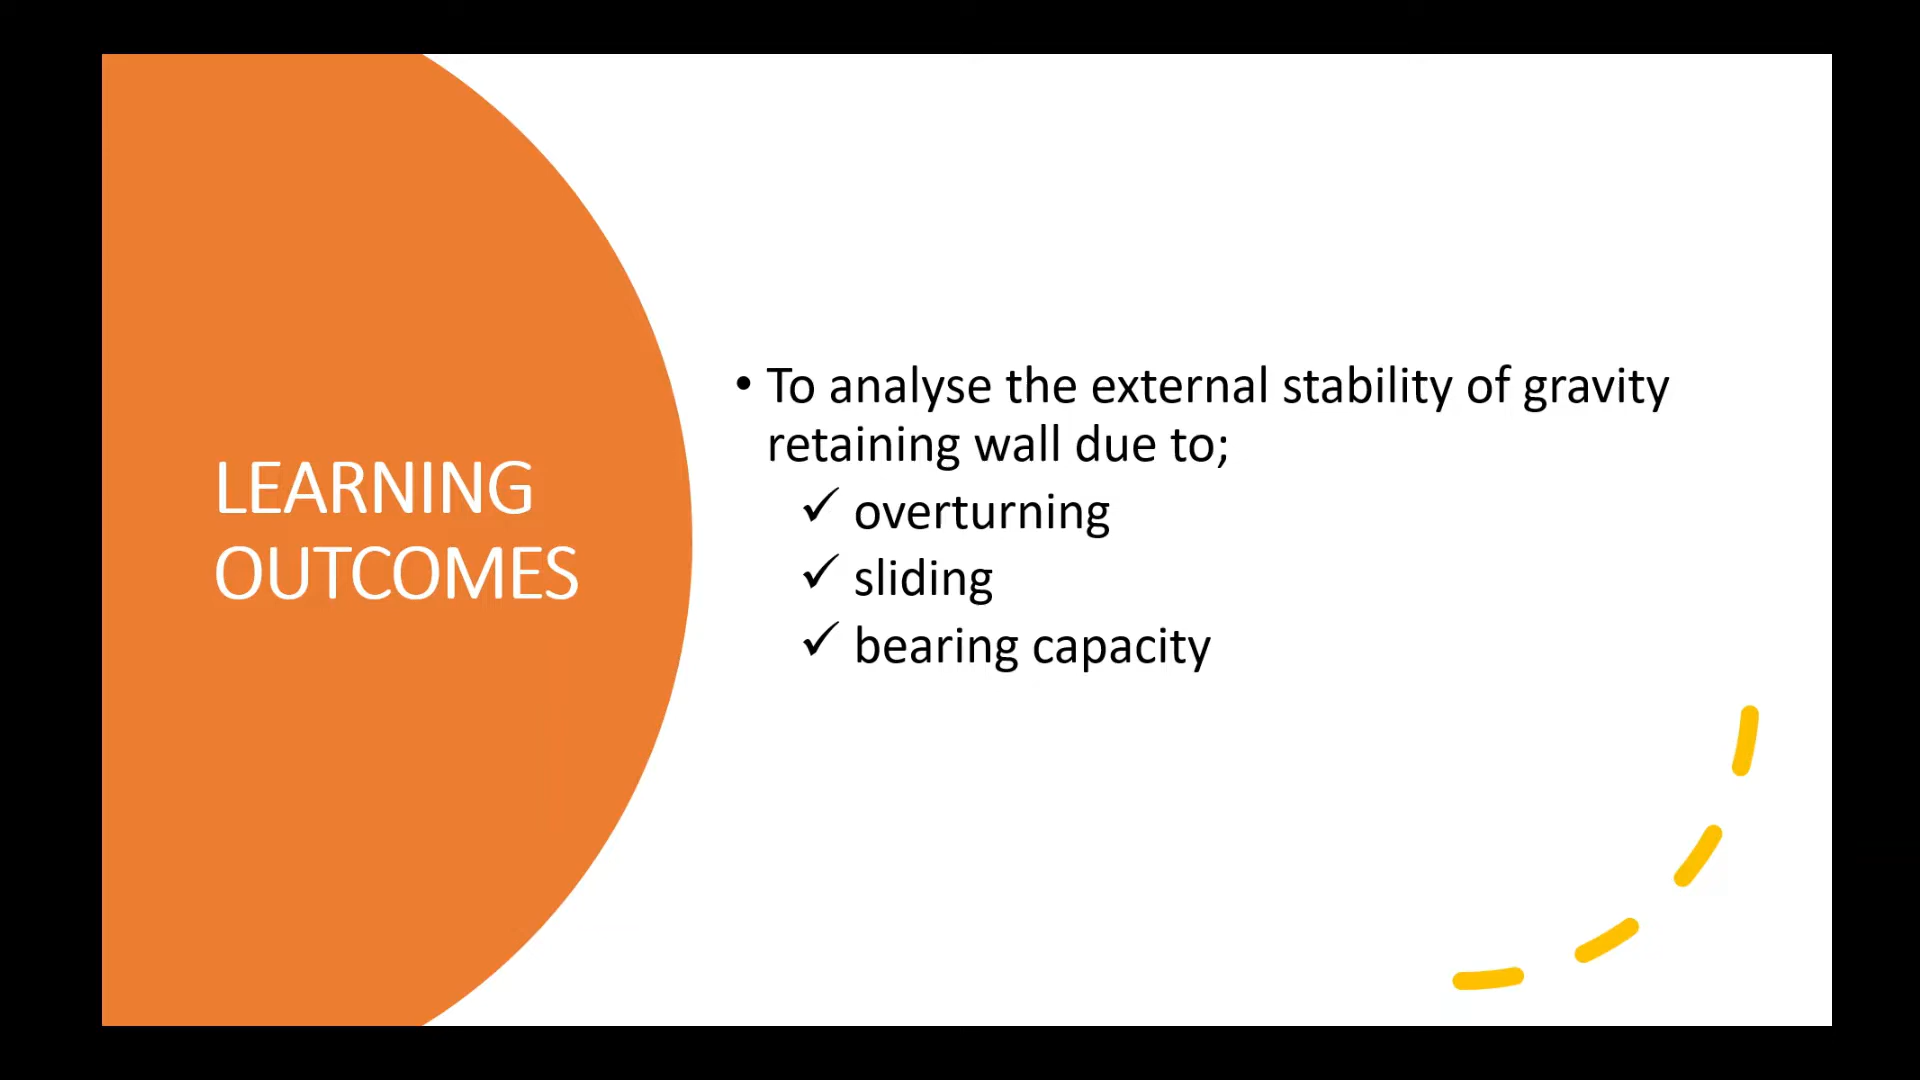 LEARNING
OUTCOMES
• To analyse the external stability of gravity
retaining wall due to;
✓ overturning
✓ sliding
✓ bearing capacity